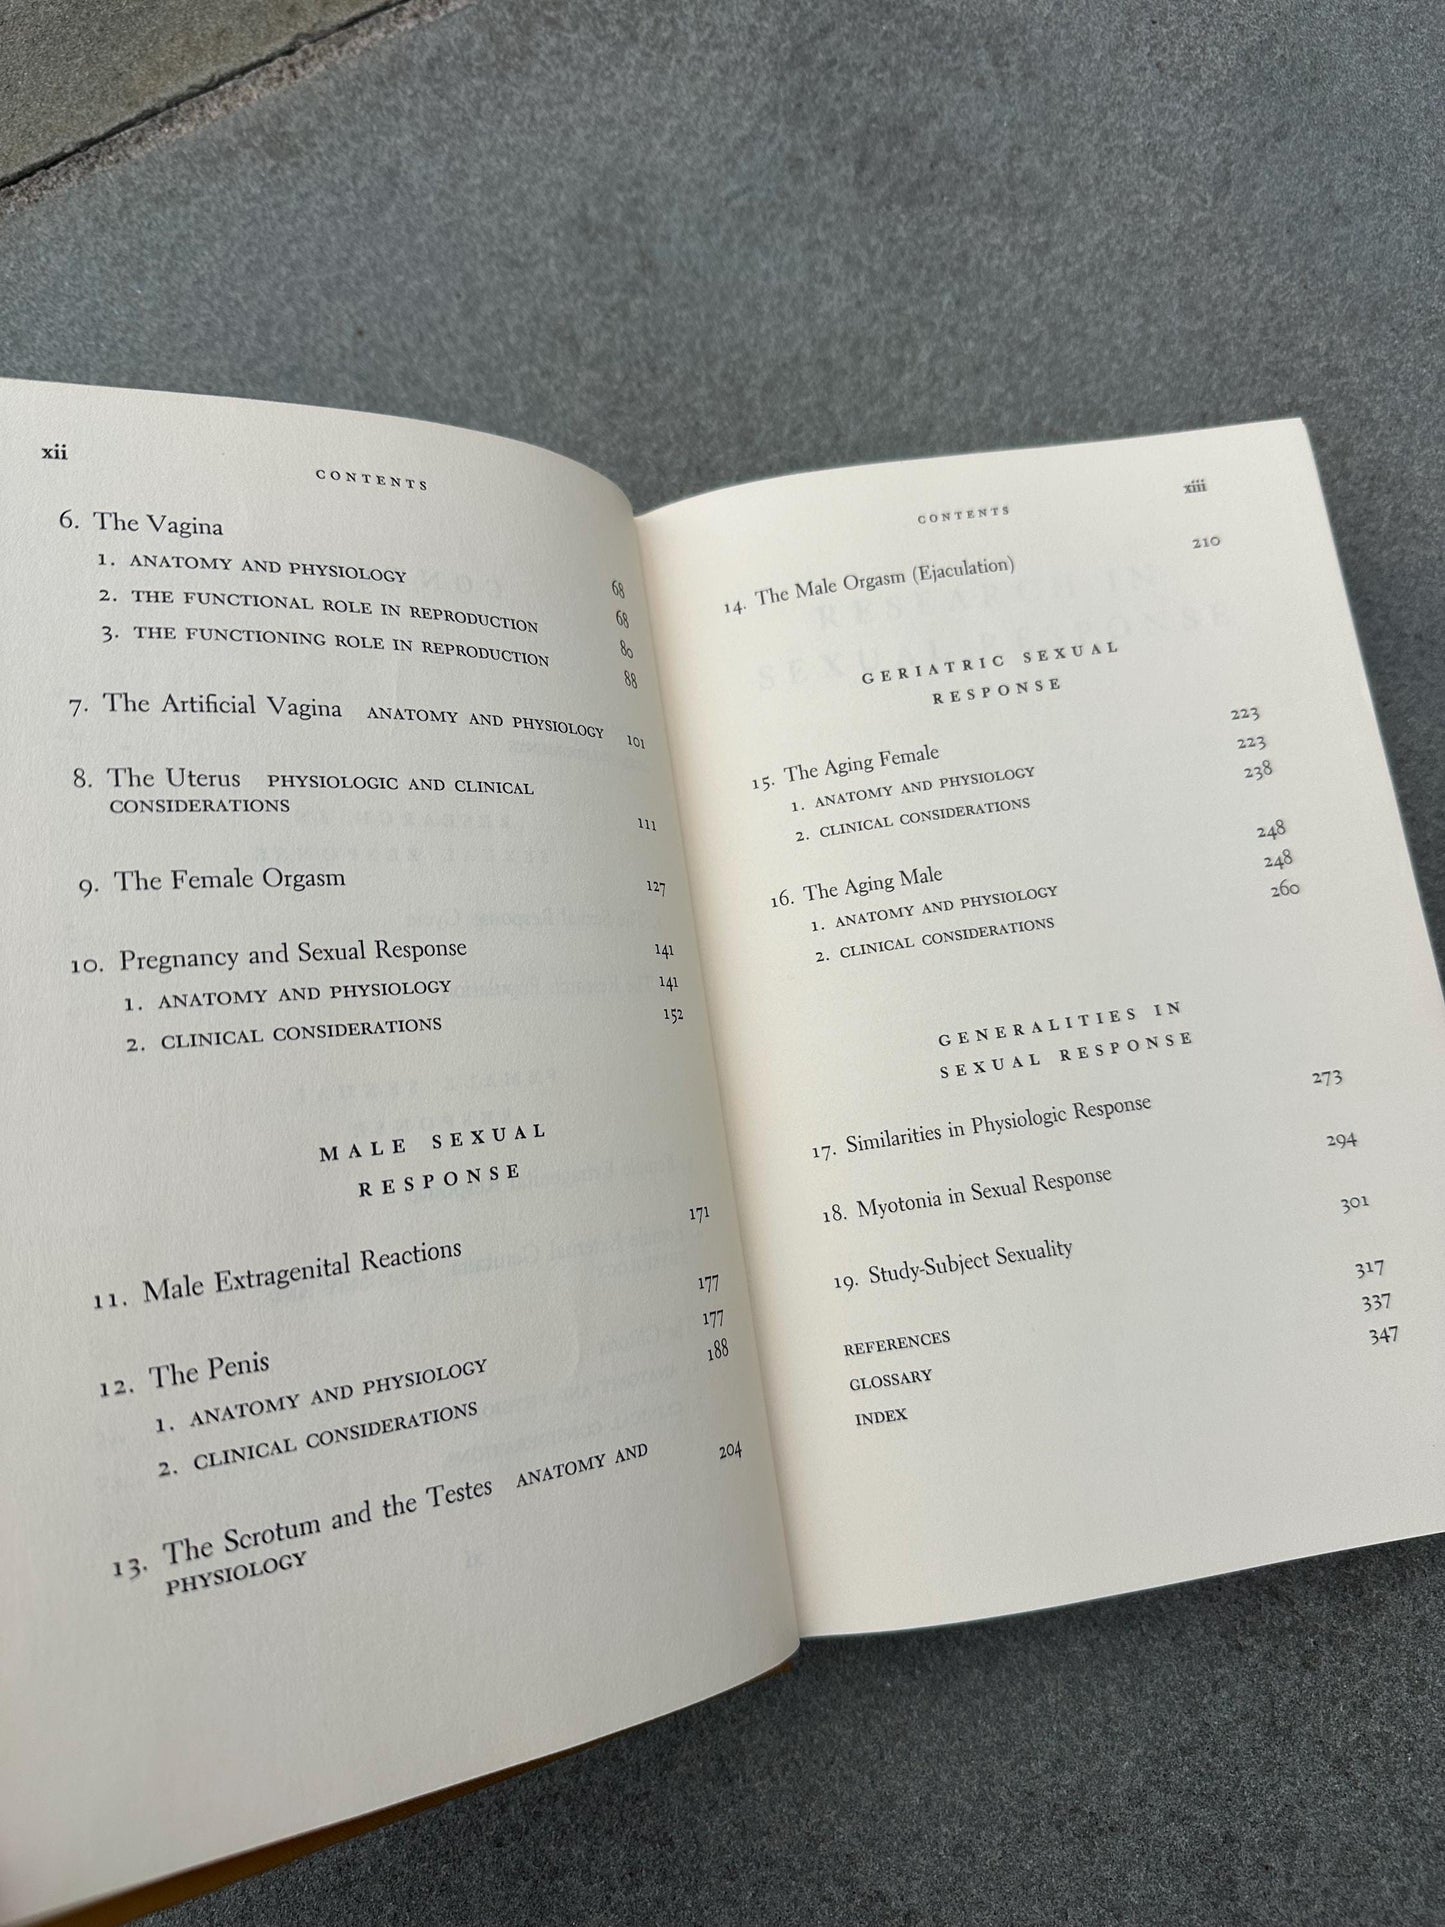 xii
CONTENTS
6. The Vagina 68
1. ANATOMY AND PHYSIOLOGY 68
2. THE FUNCTIONAL ROLE IN REPRODUCTION 80
3. THE FUNCTIONING ROLE IN REPRODUCTION 88
7. The Artificial Vagina ANATOMY AND PHYSIOLOGY 101
8. The Uterus PHYSIOLOGIC AND CLINICAL
CONSIDERATIONS 111
9. The Female Orgasm 127
10. Pregnancy and Sexual Response 141
1. ANATOMY AND PHYSIOLOGY 141
2. CLINICAL CONSIDERATIONS 152
MALE SEXUAL
RESPONSE
11. Male Extragenital Reactions 171
12. The Penis 177
1. ANATOMY AND PHYSIOLOGY 177
2. CLINICAL CONSIDERATIONS 188
13. The Scrotum and the Testes ANATOMY AND
PHYSIOLOGY 204
CONTENTS
xiii
14. The Male Orgasm (Ejaculation) 210
GERIATRIC SEXUAL
RESPONSE
15. The Aging Female 223
1. ANATOMY AND PHYSIOLOGY 223
2. CLINICAL CONSIDERATIONS 238
16. The Aging Male 248
1. ANATOMY AND PHYSIOLOGY 248
2. CLINICAL CONSIDERATIONS 260
GENERALITIES IN
SEXUAL RESPONSE
17. Similarities in Physiologic Response 273
18. Myotonia in Sexual Response 294
19. Study-Subject Sexuality 301
REFERENCES 317
GLOSSARY 337
INDEX 347